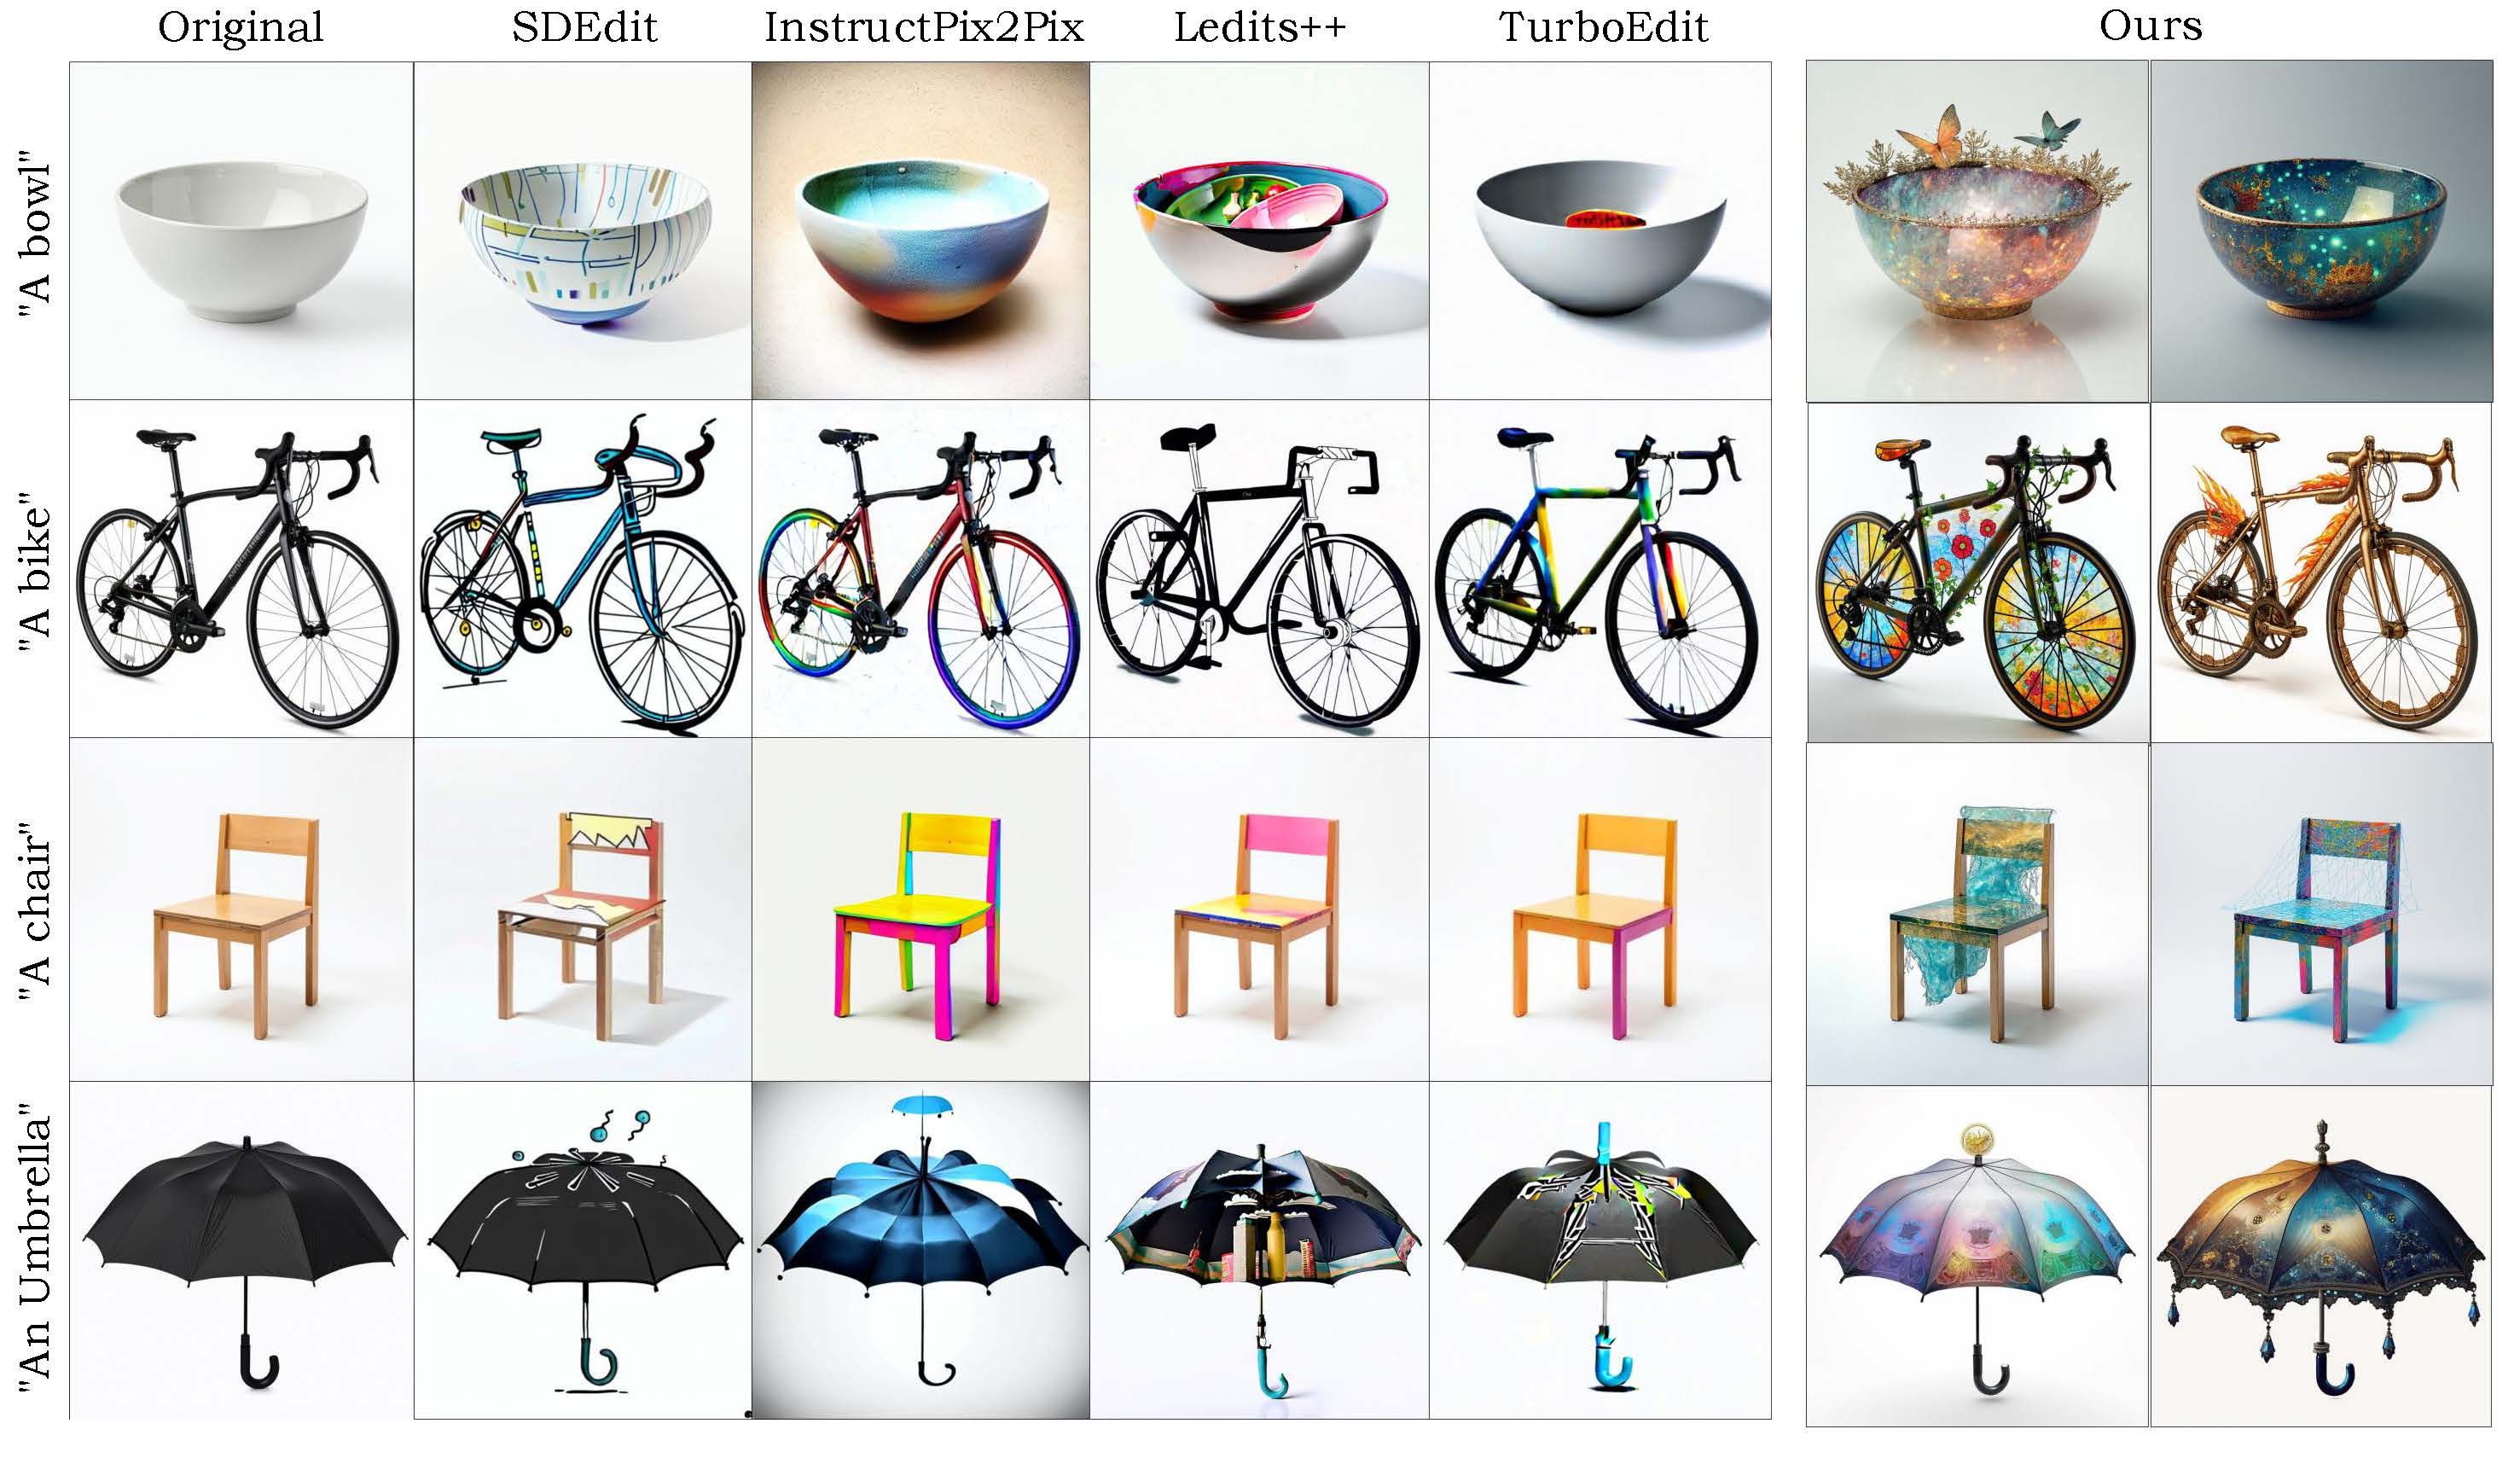 Original SDEdit InstructPix2Pix Ledits++ TurboEdit Ours
"A bowl"
"A bike"
"A chair"
"An Umbrella"